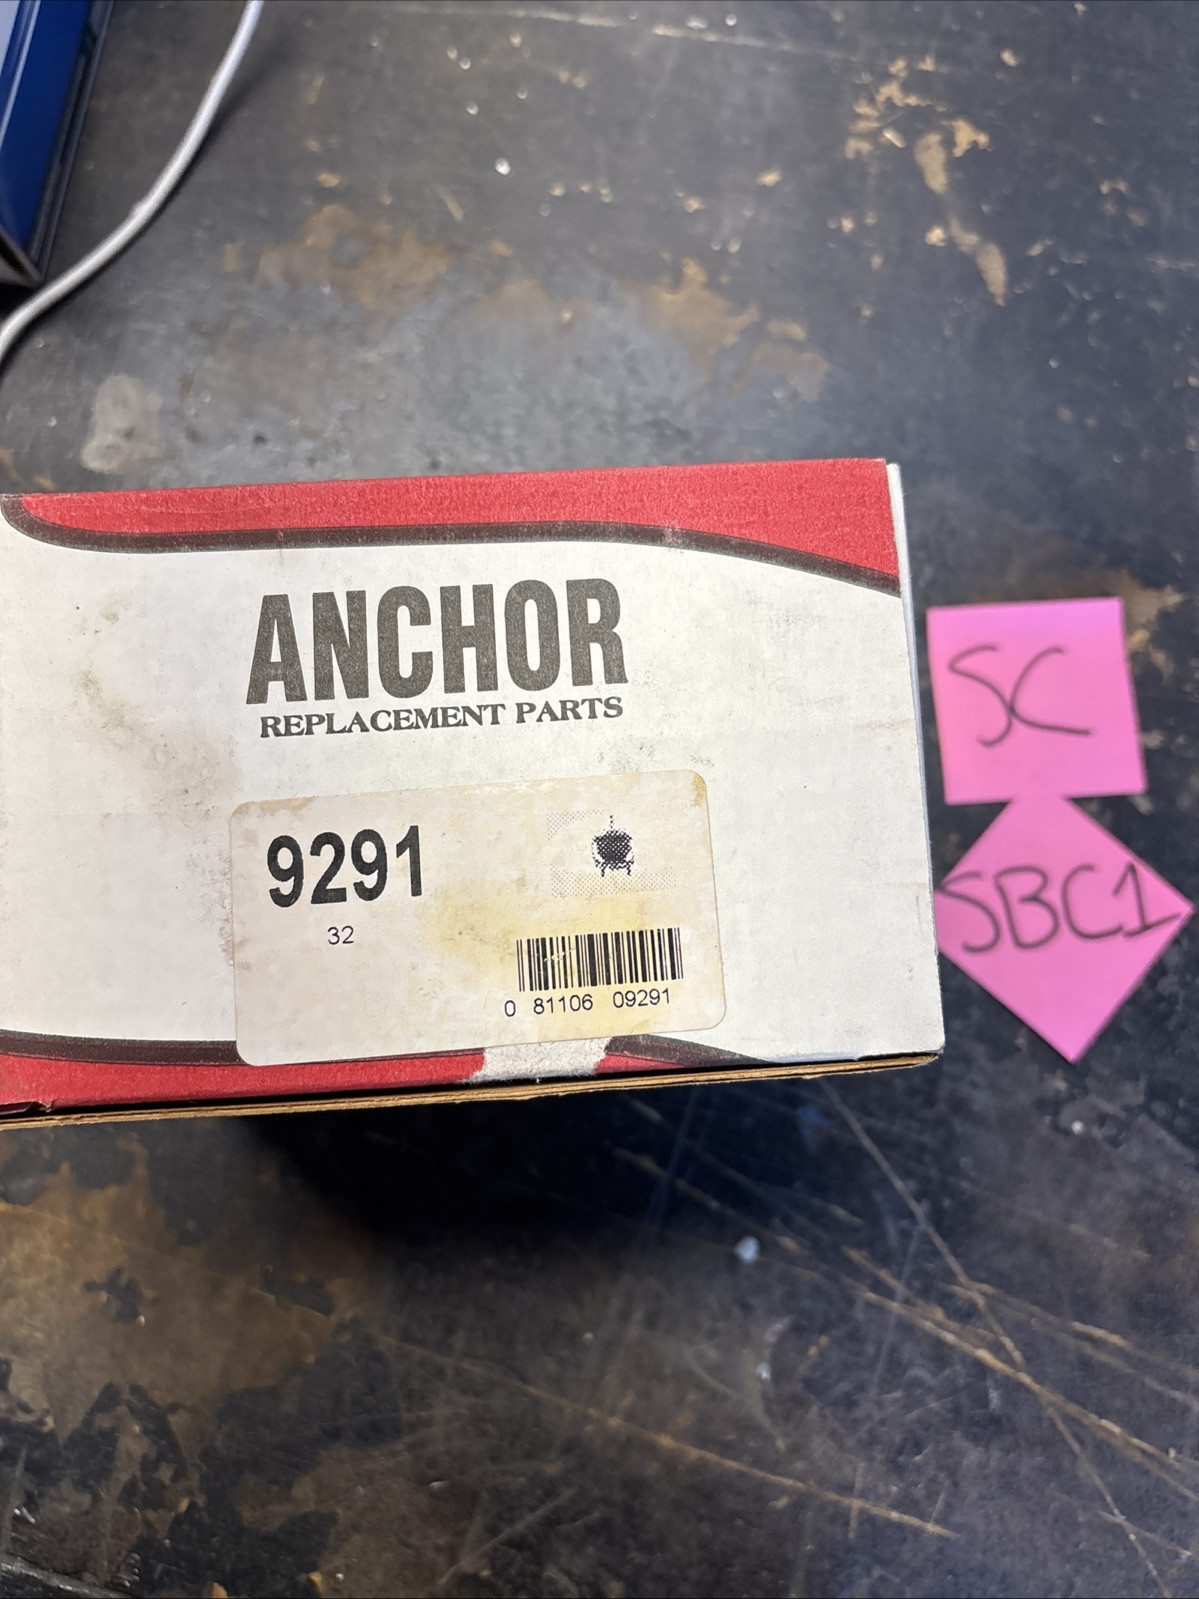 ANCHOR
REPLACEMENT PARTS
9291
32
0 81106 09291
SC
SBC1